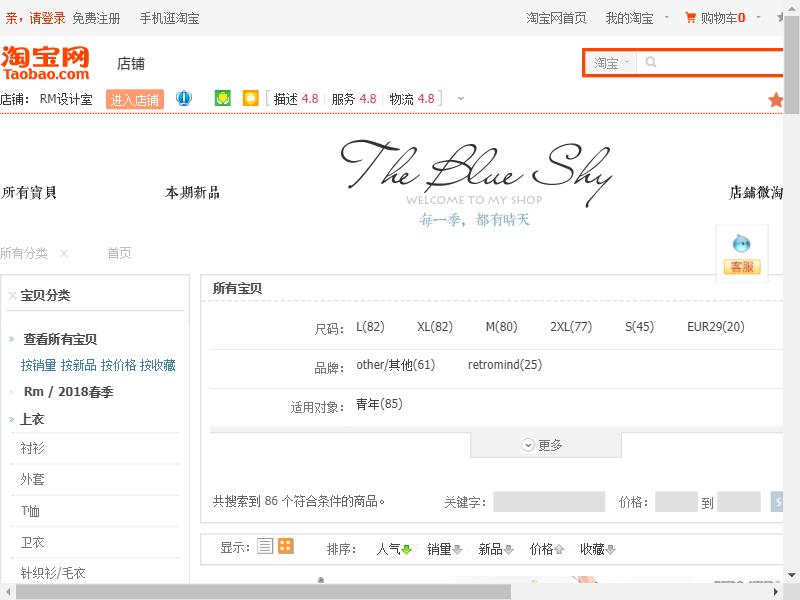 亲，请登录 免费注册 手机逛淘宝 淘宝网首页 我的淘宝 购物车0
淘宝网
Taobao.com
店铺
淘宝
店铺： RM设计室 进入店铺 描述 4.8 服务 4.8 物流 4.8
The Blue Shy
WELCOME TO MY SHOP
每一季，都有晴天
所有寶貝 本期新品 店鋪微淘
客服
所有分类 首页
宝贝分类
查看所有宝贝
按销量 按新品 按价格 按收藏
Rm / 2018春季
上衣
衬衫
外套
T恤
卫衣
针织衫/毛衣
所有宝贝
尺码： L(82) XL(82) M(80) 2XL(77) S(45) EUR29(20)
品牌： other/其他(61) retromind(25)
适用对象： 青年(85)
更多
共搜索到 86 个符合条件的商品。 关键字： 价格： 到
显示： 排序： 人气 销量 新品 价格 收藏